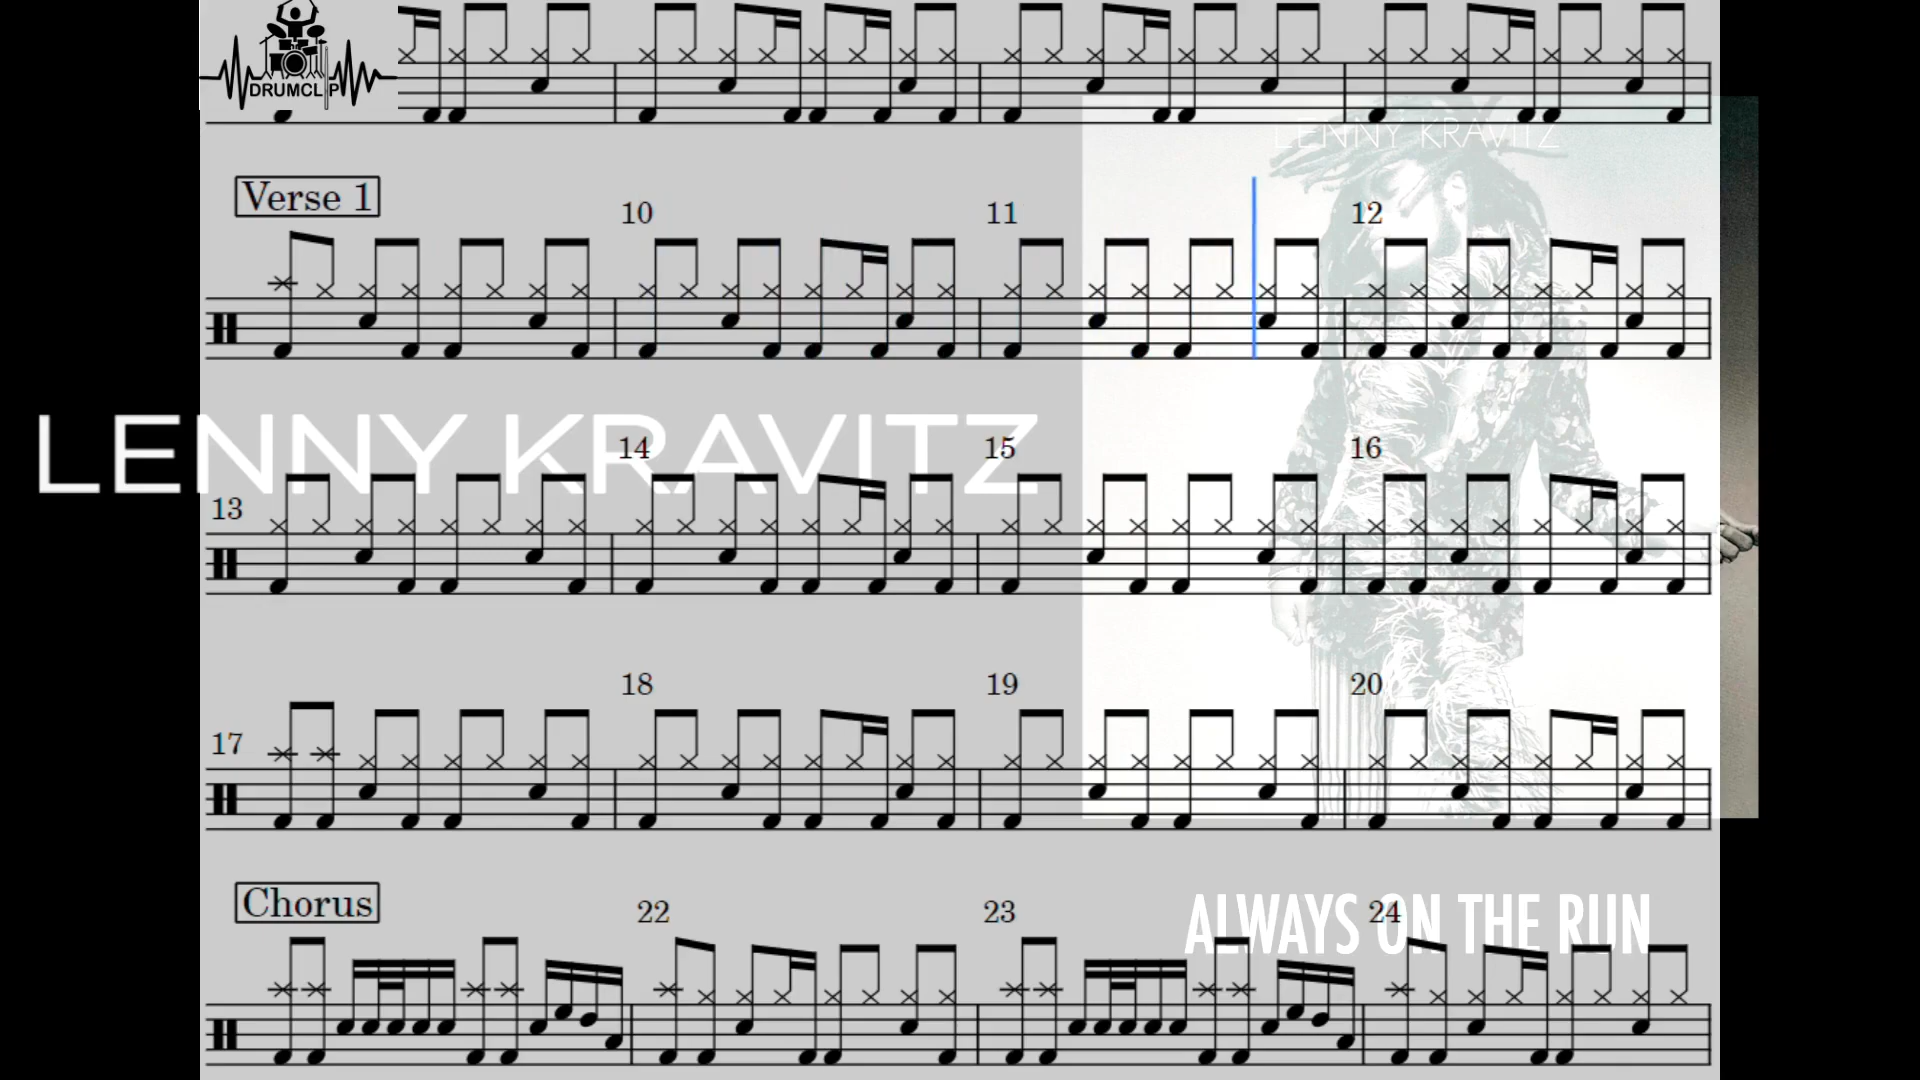 DRUMCLIP
LENNY KRAVITZ
Verse 1
10
11
12
LENNY KRAVITZ
13
14
15
16
17
18
19
20
Chorus
22
23
24
ALWAYS ON THE RUN